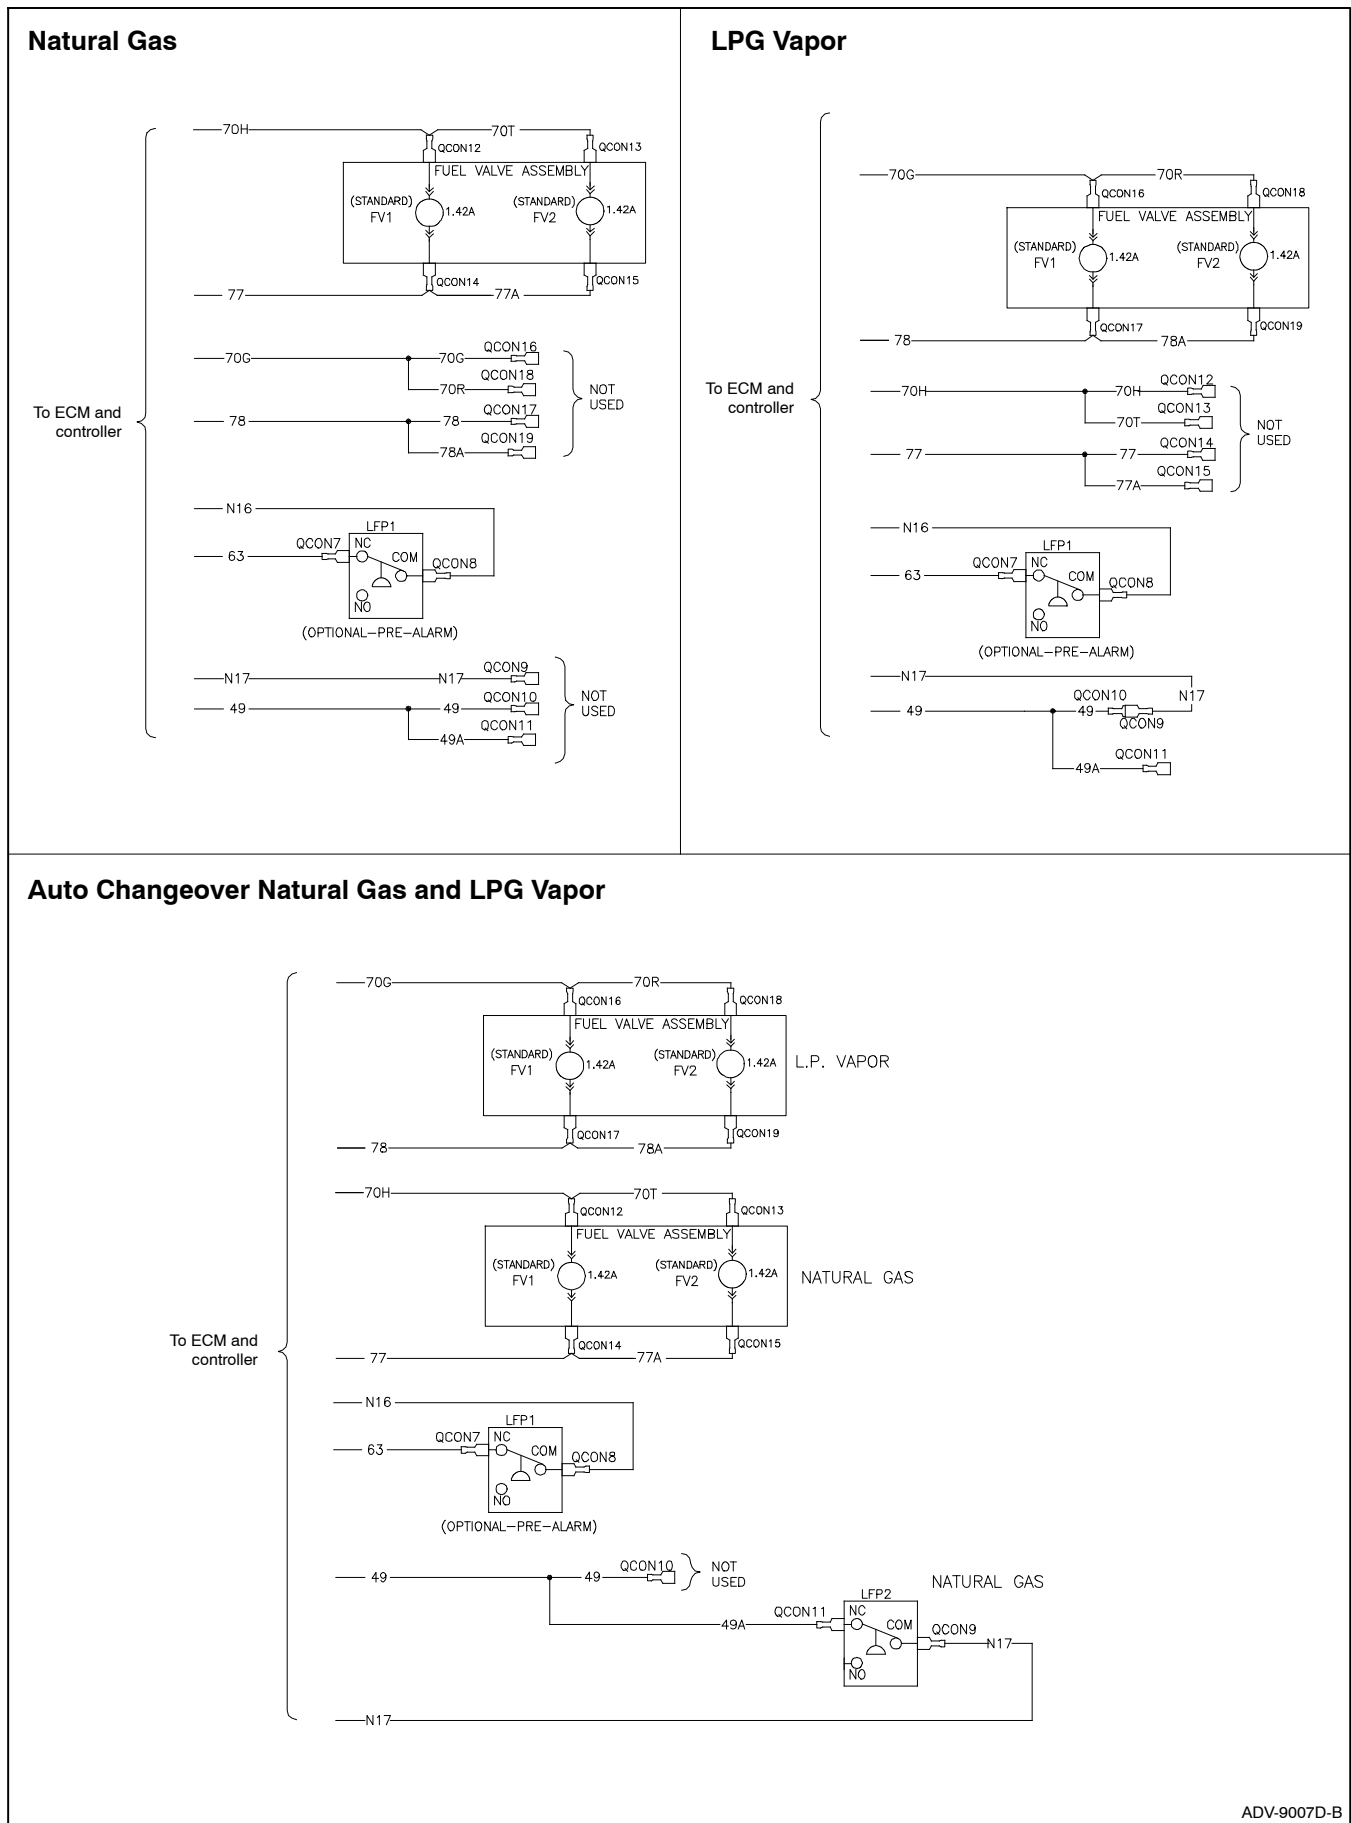 Natural Gas
70H
70T
QCON12
QCON13
FUEL VALVE ASSEMBLY
(STANDARD)
FV1
1.42A
(STANDARD)
FV2
1.42A
QCON14
QCON15
77
77A
70G
70G
QCON16
QCON18
70R
NOT
USED
78
78
QCON17
QCON19
78A
To ECM and
controller
N16
LFP1
63
QCON7
NC
COM
QCON8
NO
(OPTIONAL-PRE-ALARM)
N17
N17
QCON9
49
49
QCON10
QCON11
49A
NOT
USED
LPG Vapor
70G
70R
QCON16
QCON18
FUEL VALVE ASSEMBLY
(STANDARD)
FV1
1.42A
(STANDARD)
FV2
1.42A
QCON17
QCON19
78
78A
70H
70H
QCON12
QCON13
70T
NOT
USED
77
77
QCON14
QCON15
77A
To ECM and
controller
N16
LFP1
63
QCON7
NC
COM
QCON8
NO
(OPTIONAL-PRE-ALARM)
N17
N17
49
49
QCON10
QCON9
QCON11
49A
Auto Changeover Natural Gas and LPG Vapor
70G
70R
QCON16
QCON18
FUEL VALVE ASSEMBLY
(STANDARD)
FV1
1.42A
(STANDARD)
FV2
1.42A
L.P. VAPOR
QCON17
QCON19
78
78A
70H
70T
QCON12
QCON13
FUEL VALVE ASSEMBLY
(STANDARD)
FV1
1.42A
(STANDARD)
FV2
1.42A
NATURAL GAS
QCON14
QCON15
77
77A
To ECM and
controller
N16
LFP1
63
QCON7
NC
COM
QCON8
NO
(OPTIONAL-PRE-ALARM)
49
49
QCON10
NOT
USED
NATURAL GAS
LFP2
49A
QCON11
NC
COM
QCON9
N17
NO
N17
ADV-9007D-B